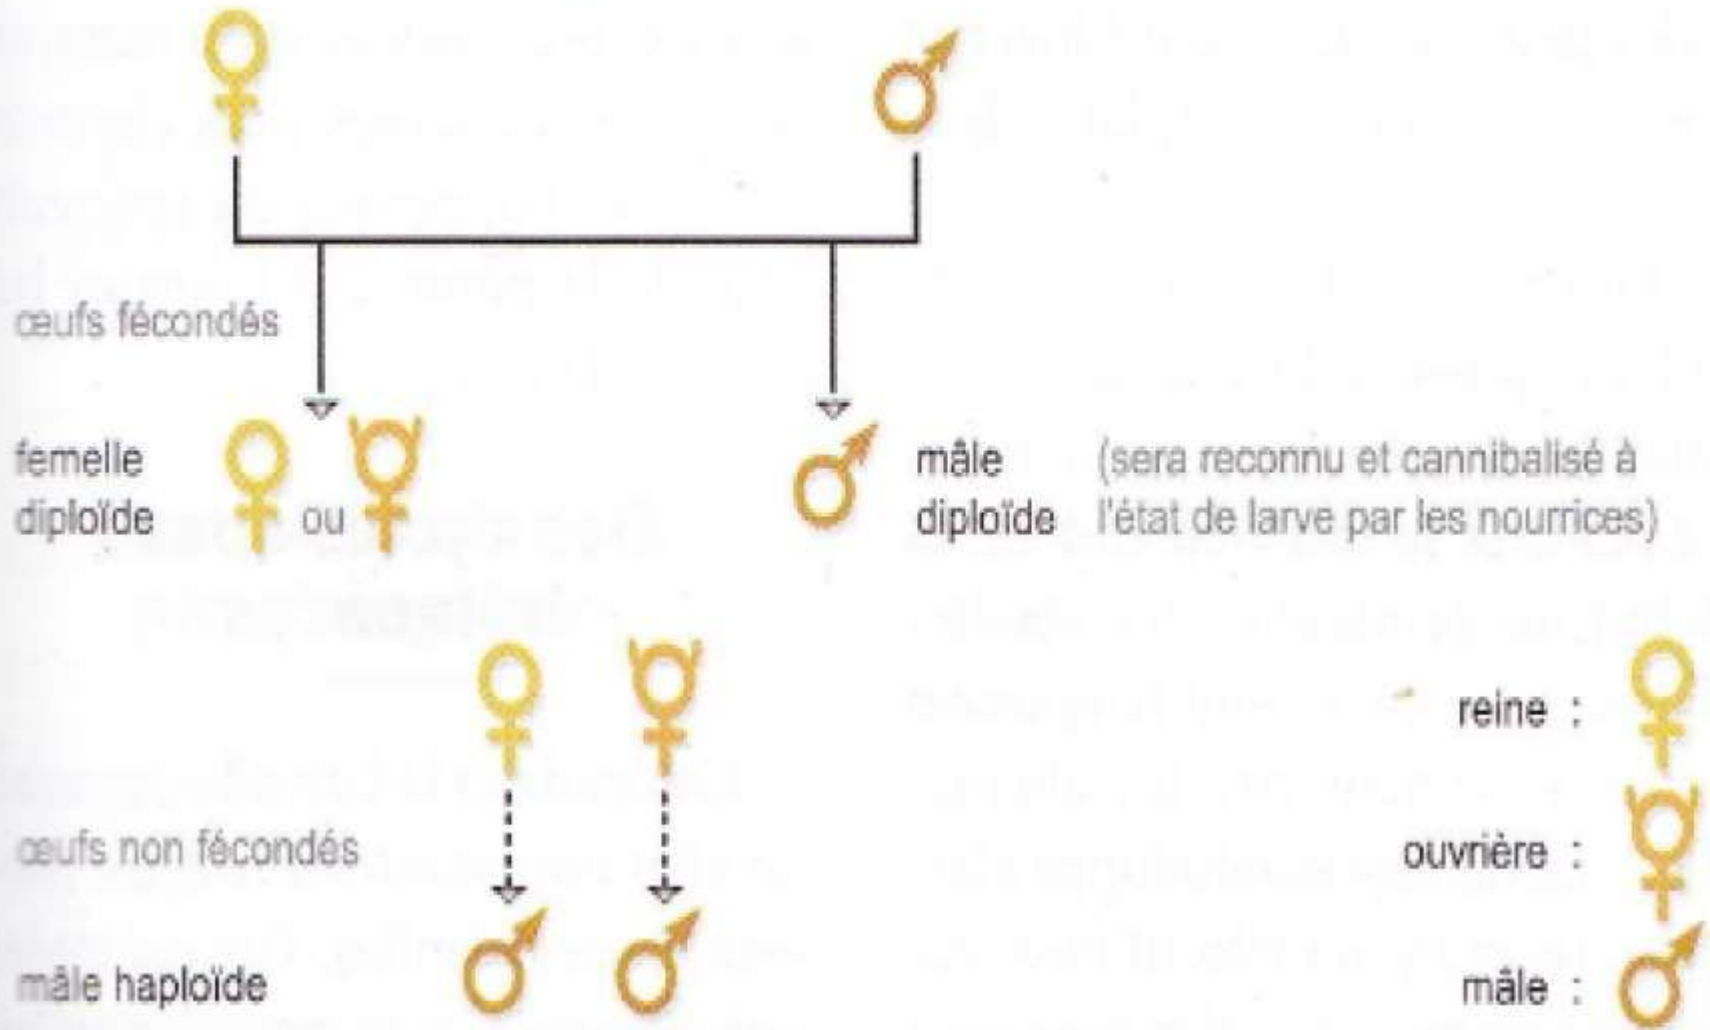 œufs fécondés
femelle
diploïde
ou
mâle
diploïde
(sera reconnu et cannibalisé à
l'état de larve par les nourrices)
œufs non fécondés
mâle haploïde
reine :
ouvrière :
mâle :